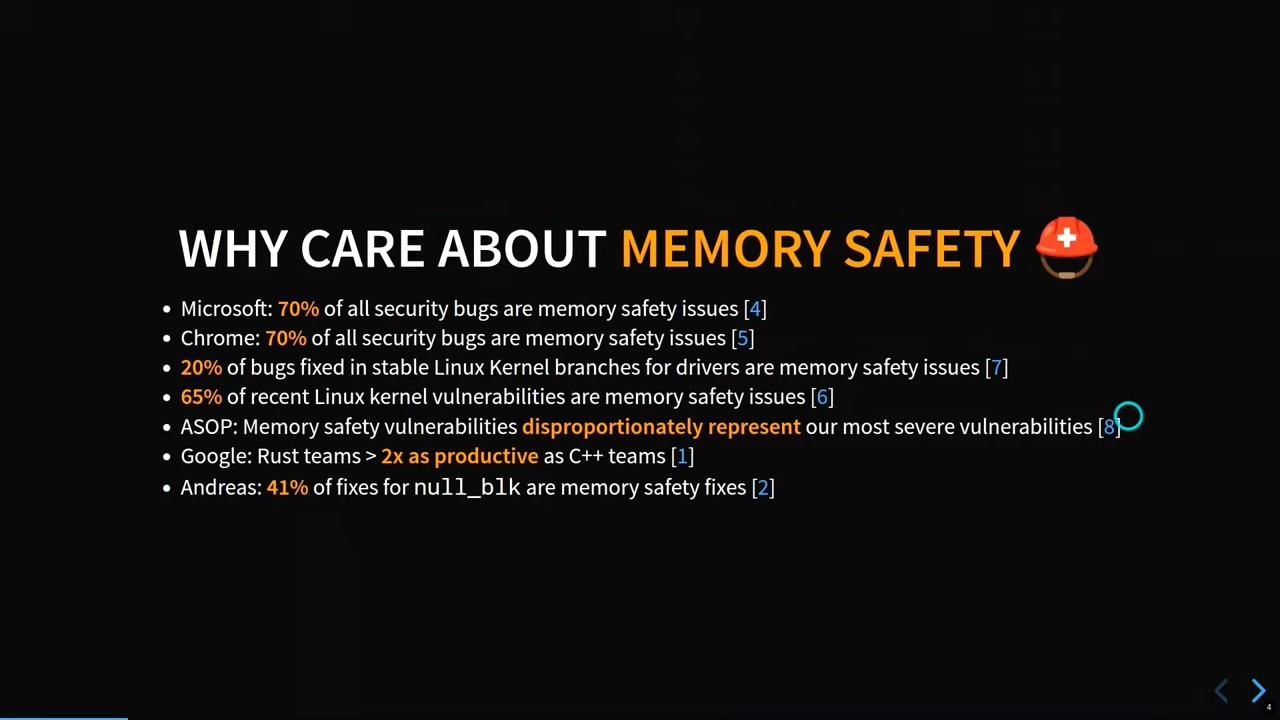 WHY CARE ABOUT MEMORY SAFETY
Microsoft: 70% of all security bugs are memory safety issues [4]
Chrome: 70% of all security bugs are memory safety issues [5]
20% of bugs fixed in stable Linux Kernel branches for drivers are memory safety issues [7]
65% of recent Linux kernel vulnerabilities are memory safety issues [6]
ASOP: Memory safety vulnerabilities disproportionately represent our most severe vulnerabilities [8]
Google: Rust teams > 2x as productive as C++ teams [1]
Andreas: 41% of fixes for null_blk are memory safety fixes [2]
4